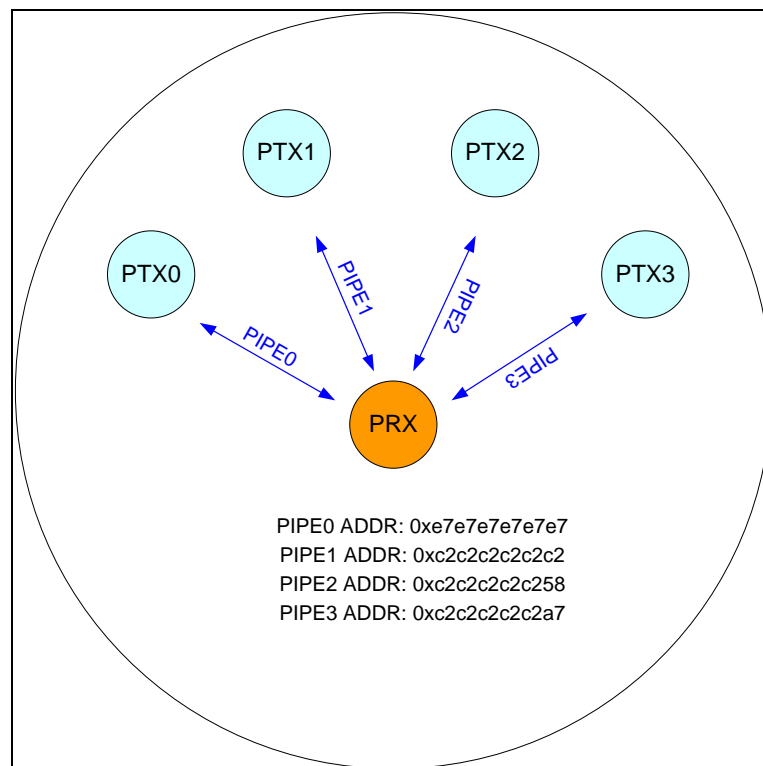 PTX1
PTX2
PTX0
PTX3
PIPE1
PIPE2
PIPE0
PIPE3
PRX
PIPE0 ADDR: 0xe7e7e7e7e7e7
PIPE1 ADDR: 0xc2c2c2c2c2c2
PIPE2 ADDR: 0xc2c2c2c2c258
PIPE3 ADDR: 0xc2c2c2c2c2a7